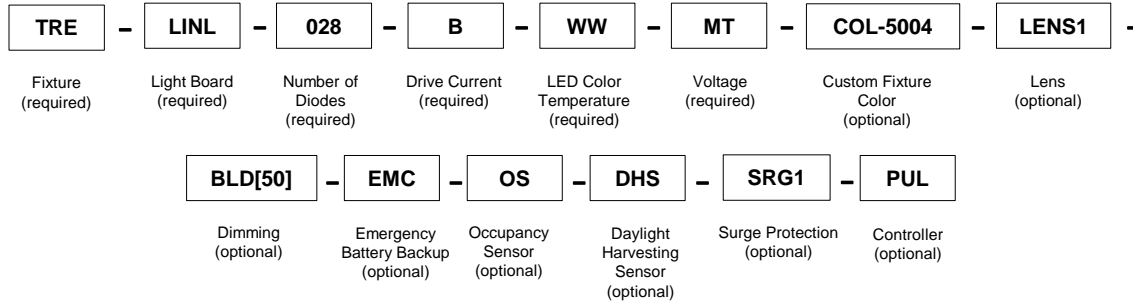 TRE – LINL – 028 – B – WW – MT – COL-5004 – LENS1 –
Fixture
(required)
Light Board
(required)
Number of
Diodes
(required)
Drive Current
(required)
LED Color
Temperature
(required)
Voltage
(required)
Custom Fixture
Color
(optional)
Lens
(optional)
BLD[50] – EMC – OS – DHS – SRG1 – PUL
Dimming
(optional)
Emergency
Battery Backup
(optional)
Occupancy
Sensor
(optional)
Daylight
Harvesting
Sensor
(optional)
Surge Protection
(optional)
Controller
(optional)